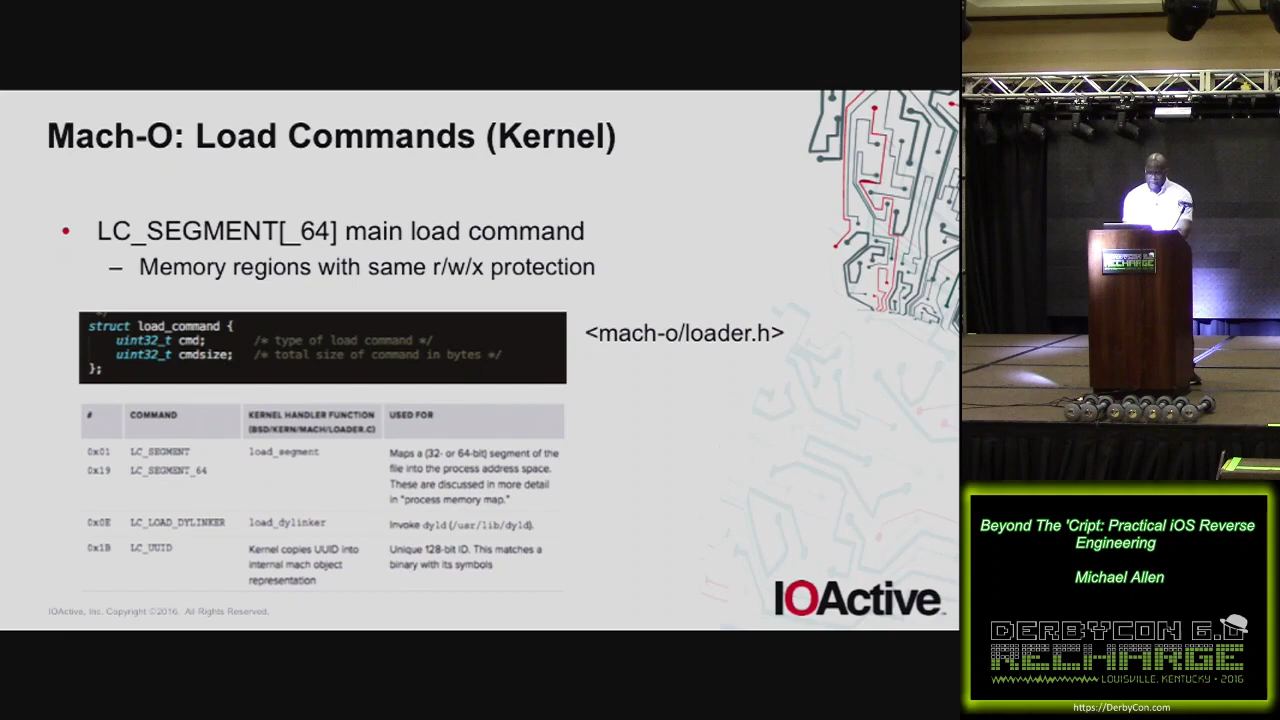 Mach-O: Load Commands (Kernel)
• LC_SEGMENT[_64] main load command
– Memory regions with same r/w/x protection
struct load_command {
uint32_t cmd; /* type of load command */
uint32_t cmdsize; /* total size of command in bytes */
};
<mach-o/loader.h>
# COMMAND KERNEL HANDLER FUNCTION USED FOR
(BSD/KERN/MACH/LOADER.C)
0x01 LC_SEGMENT load_segment Maps a (32- or 64-bit) segment of the
0x19 LC_SEGMENT_64 file into the process address space.
These are discussed in more detail
in "process memory map."
0x0E LC_LOAD_DYLINKER load_dylinker Invoke dyld (/usr/lib/dyld).
0x1B LC_UUID Kernel copies UUID into Unique 128-bit ID. This matches a
internal mach object binary with its symbols
representation
IOActive, Inc. Copyright ©2016. All Rights Reserved.
IOActive™
DERBYCON 6.0
RECHARGE
Beyond The 'Cript: Practical iOS Reverse
Engineering
Michael Allen
DERBYCON 6.0
RECHARGE
LOUISVILLE, KENTUCKY • 2016
https://DerbyCon.com